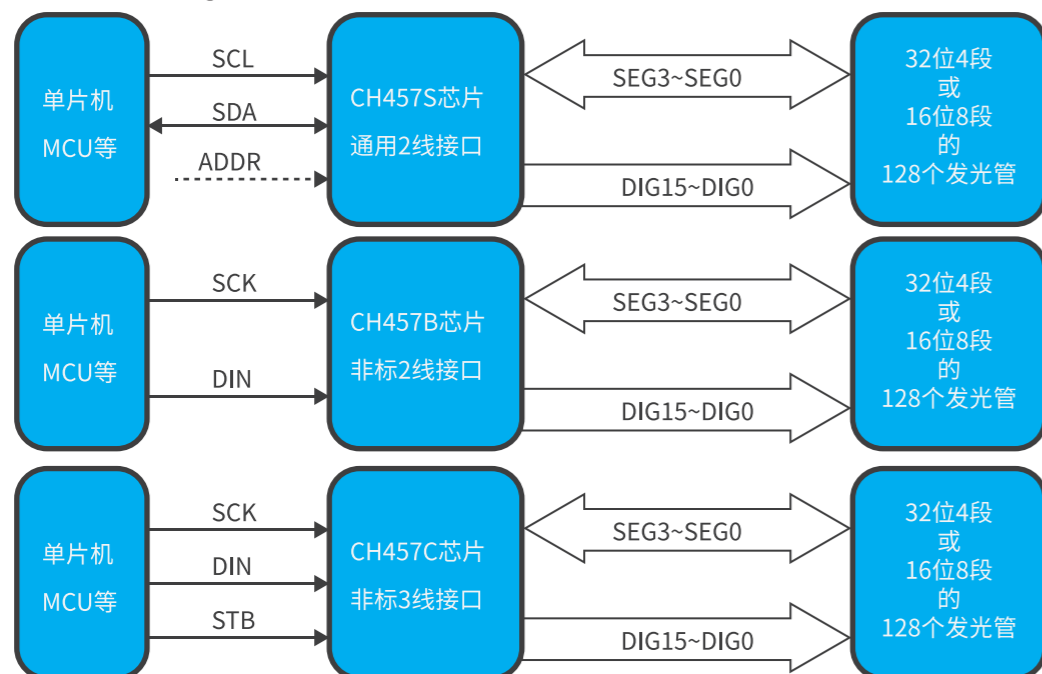 单片机
MCU等
SCL
SDA
ADDR
CH457S芯片
通用2线接口
SEG3~SEG0
DIG15~DIG0
32位4段
或
16位8段
的
128个发光管
单片机
MCU等
SCK
DIN
CH457B芯片
非标2线接口
SEG3~SEG0
DIG15~DIG0
32位4段
或
16位8段
的
128个发光管
单片机
MCU等
SCK
DIN
STB
CH457C芯片
非标3线接口
SEG3~SEG0
DIG15~DIG0
32位4段
或
16位8段
的
128个发光管